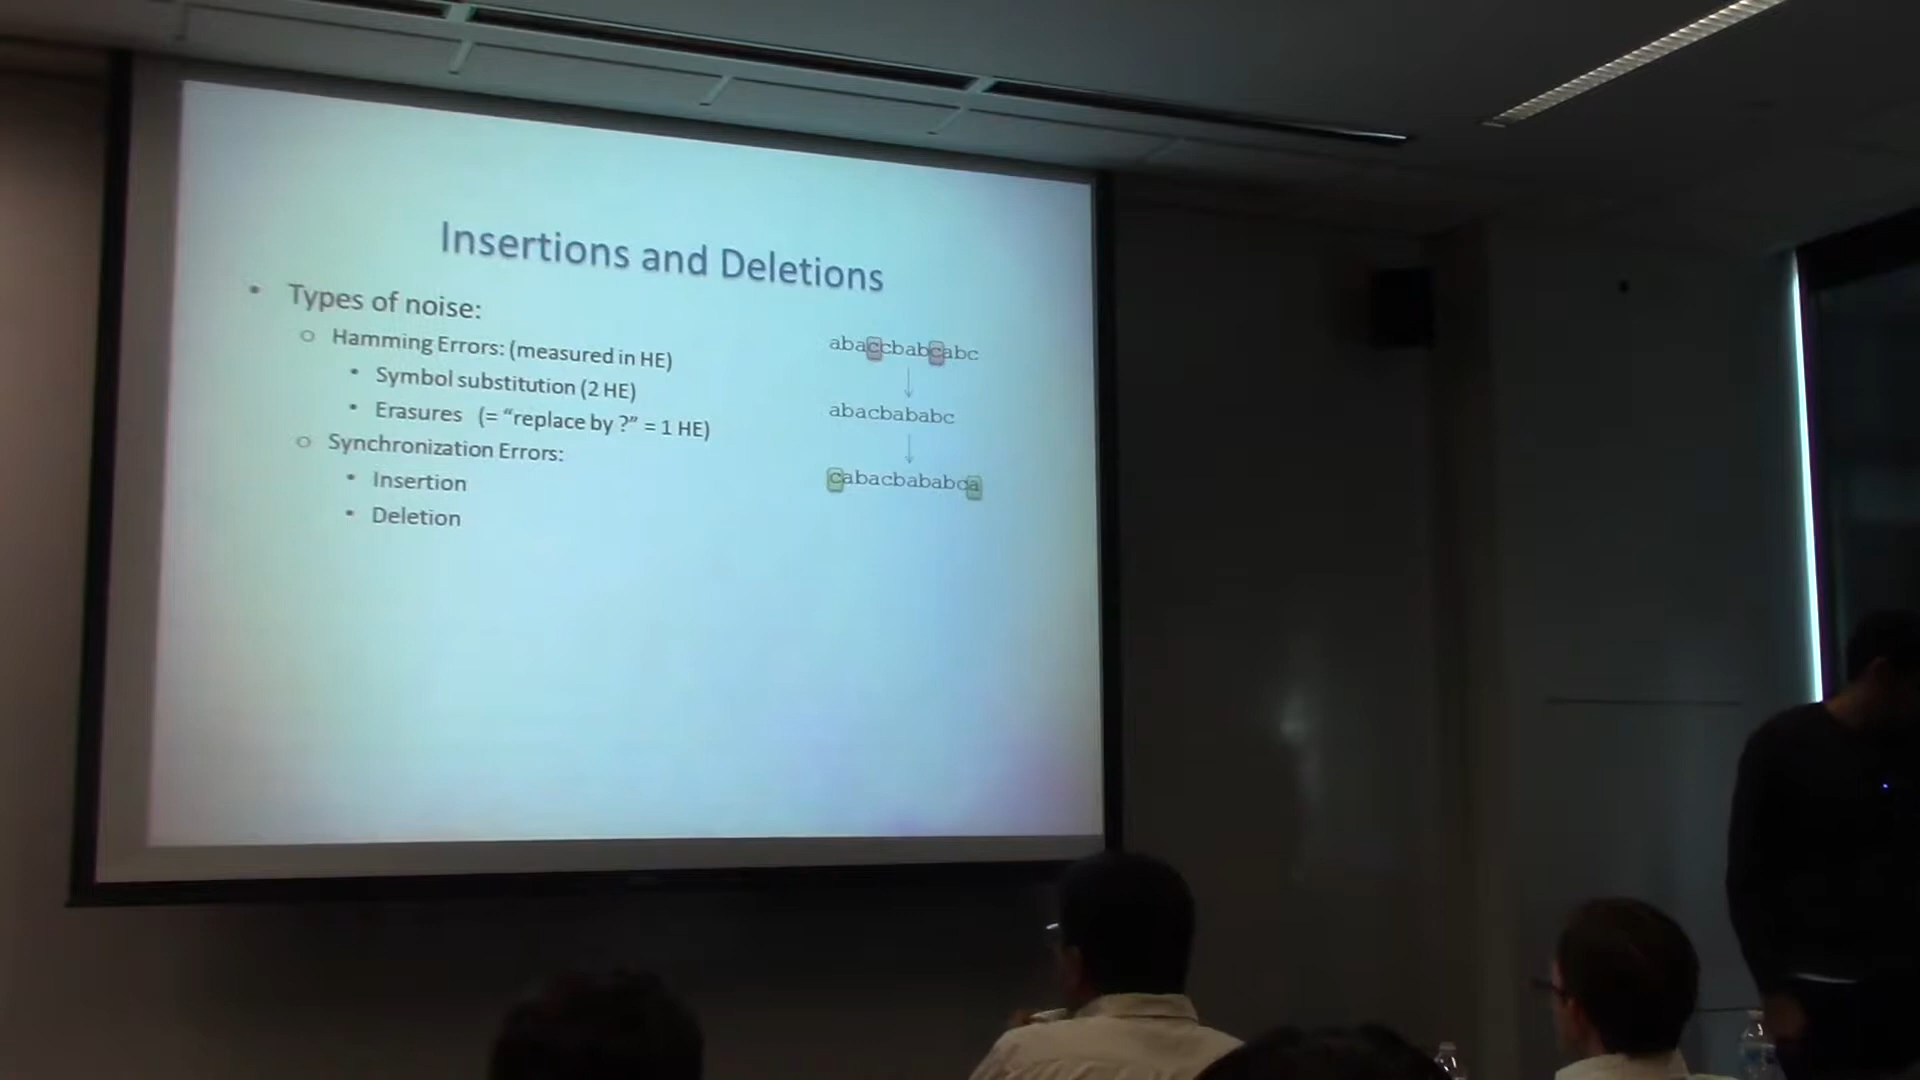 Insertions and Deletions
• Types of noise:
o Hamming Errors: (measured in HE)
• Symbol substitution (2 HE)
• Erasures (= “replace by ?” = 1 HE)
o Synchronization Errors:
• Insertion
• Deletion
abaccbabcabc
abacbababc
cabacbababca